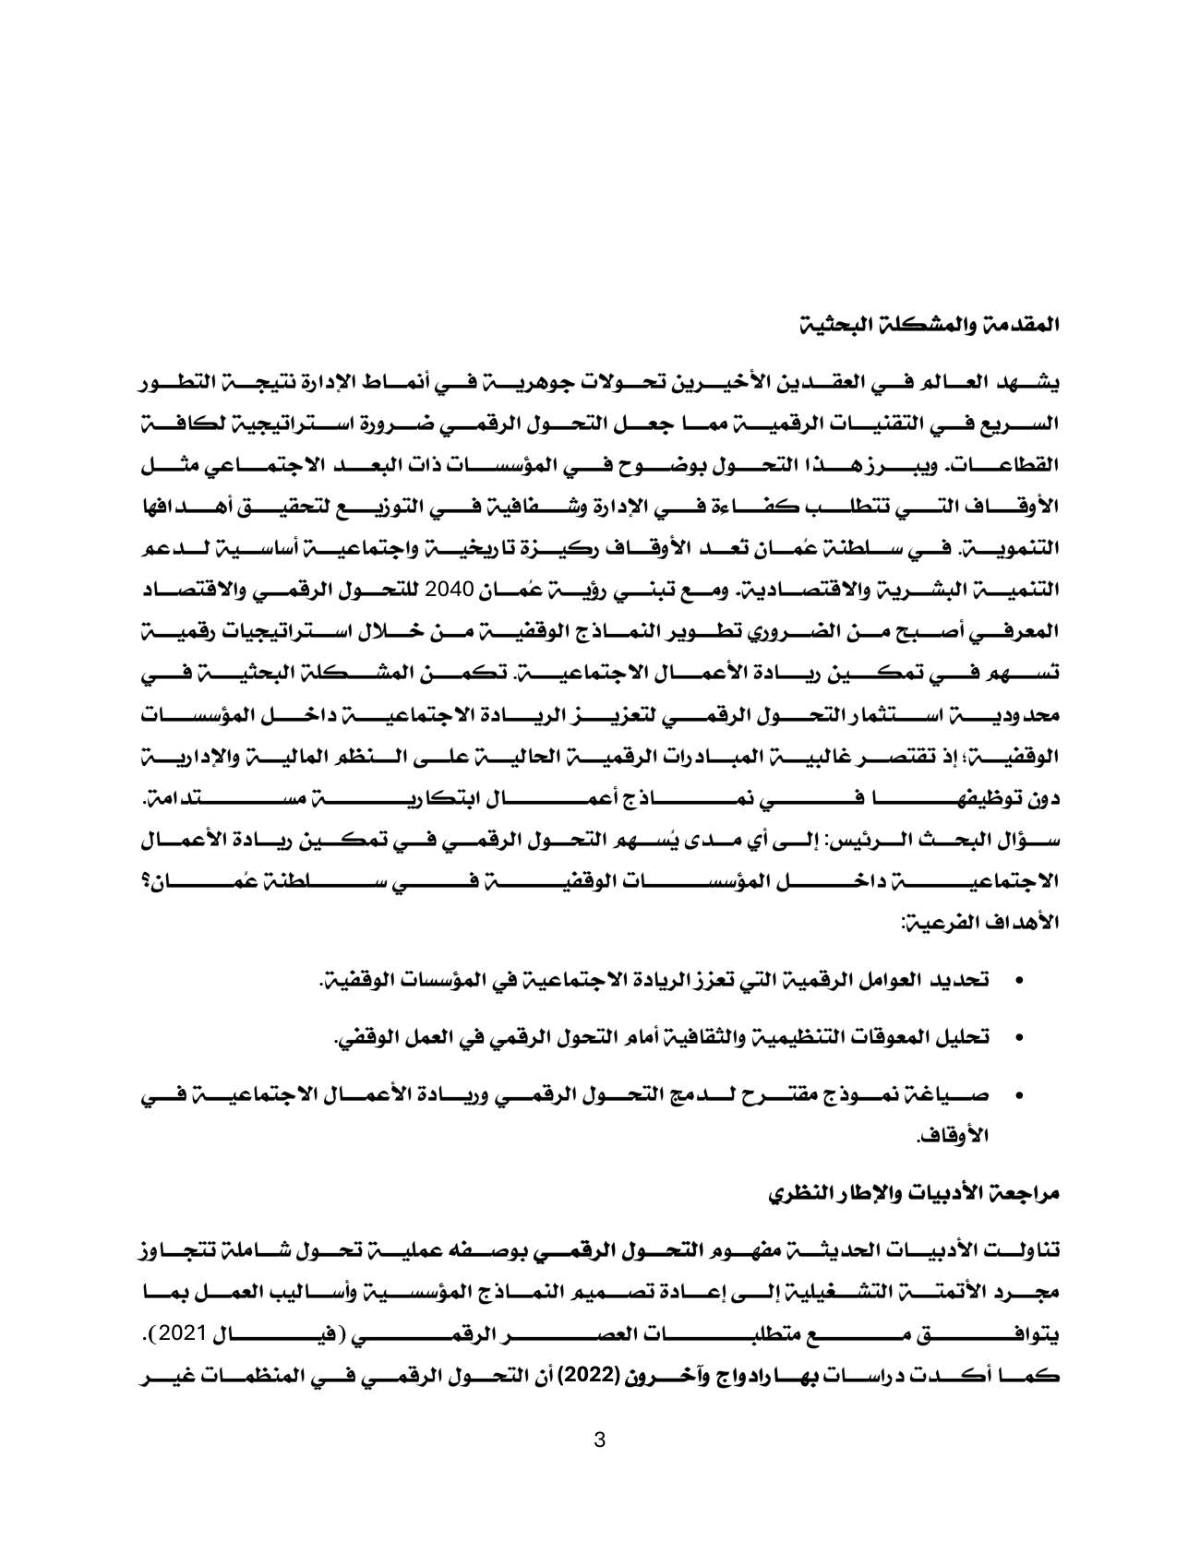 المقدمة والمشكلة البحثية
يشهد العالم في العقدين الأخيرين تحولات جوهرية في أنماط الإدارة نتيجة التطور
السريع في التقنيات الرقمية مما جعل التحول الرقمي ضرورة استراتيجية لكافة
القطاعات. ويبرز هذا التحول بوضوح في المؤسسات ذات البعد الاجتماعي مثل
الأوقاف التي تتطلب كفاءة في الإدارة وشفافية في التوزيع لتحقيق أهدافها
التنموية. في سلطنة عُمان تعد الأوقاف ركيزة تاريخية واجتماعية أساسية لدعم
التنمية البشرية والاقتصادية. ومع تبني رؤية عُمان 2040 للتحول الرقمي والاقتصاد
المعرفي أصبح من الضروري تطوير النماذج الوقفية من خلال استراتيجيات رقمية
تسهم في تمكين ريادة الأعمال الاجتماعية. تكمن المشكلة البحثية في
محدودية استثمار التحول الرقمي لتعزيز الريادة الاجتماعية داخل المؤسسات
الوقفية؛ إذ تقتصر غالبية المبادرات الرقمية الحالية على النظم المالية والإدارية
دون توظيفها في نماذج أعمال ابتكارية مستدامة.
سؤال البحث الرئيس: إلى أي مدى يُسهم التحول الرقمي في تمكين ريادة الأعمال
الاجتماعية داخل المؤسسات الوقفية في سلطنة عُمان؟
الأهداف الفرعية:
• تحديد العوامل الرقمية التي تعزز الريادة الاجتماعية في المؤسسات الوقفية.
• تحليل المعوقات التنظيمية والثقافية أمام التحول الرقمي في العمل الوقفي.
• صياغة نموذج مقترح لدمج التحول الرقمي وريادة الأعمال الاجتماعية في
الأوقاف.
مراجعة الأدبيات والإطار النظري
تناولت الأدبيات الحديثة مفهوم التحول الرقمي بوصفه عملية تحول شاملة تتجاوز
مجرد الأتمتة التشغيلية إلى إعادة تصميم النماذج المؤسسية وأساليب العمل بما
يتوافق مع متطلبات العصر الرقمي (فيال 2021).
كما أكدت دراسات بهارادواج وآخرون (2022) أن التحول الرقمي في المنظمات غير
3